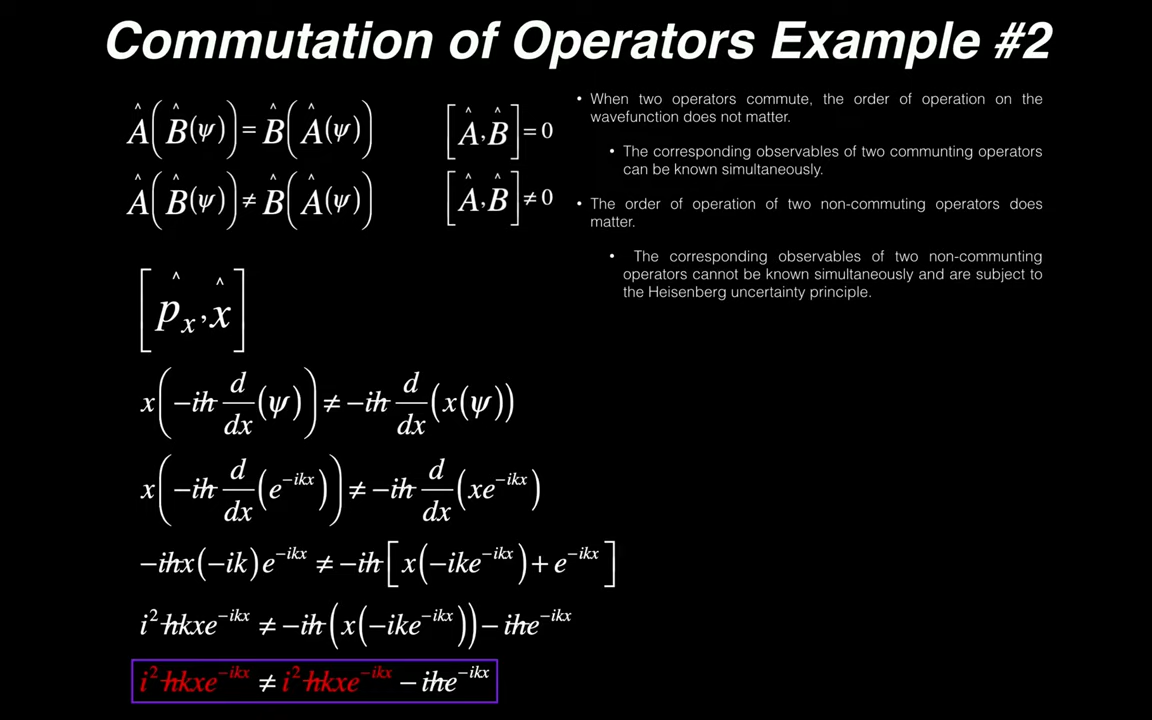 Commutation of Operators Example #2
Â(B̂(ψ)) = B̂(Â(ψ))
[Â, B̂] = 0
Â(B̂(ψ)) ≠ B̂(Â(ψ))
[Â, B̂] ≠ 0
• When two operators commute, the order of operation on the
wavefunction does not matter.
• The corresponding observables of two communting operators
can be known simultaneously.
• The order of operation of two non-commuting operators does
matter.
• The corresponding observables of two non-communting
operators cannot be known simultaneously and are subject to
the Heisenberg uncertainty principle.
[p̂ₓ, x̂]
x(−iħ d/dx (ψ)) ≠ −iħ d/dx (x(ψ))
x(−iħ d/dx (e^{−ikx})) ≠ −iħ d/dx (xe^{−ikx})
−iħx(−ik)e^{−ikx} ≠ −iħ[x(−ike^{−ikx}) + e^{−ikx}]
i²ħkxe^{−ikx} ≠ −iħ(x(−ike^{−ikx})) − iħe^{−ikx}
i²ħkxe^{−ikx} ≠ i²ħkxe^{−ikx} − iħe^{−ikx}